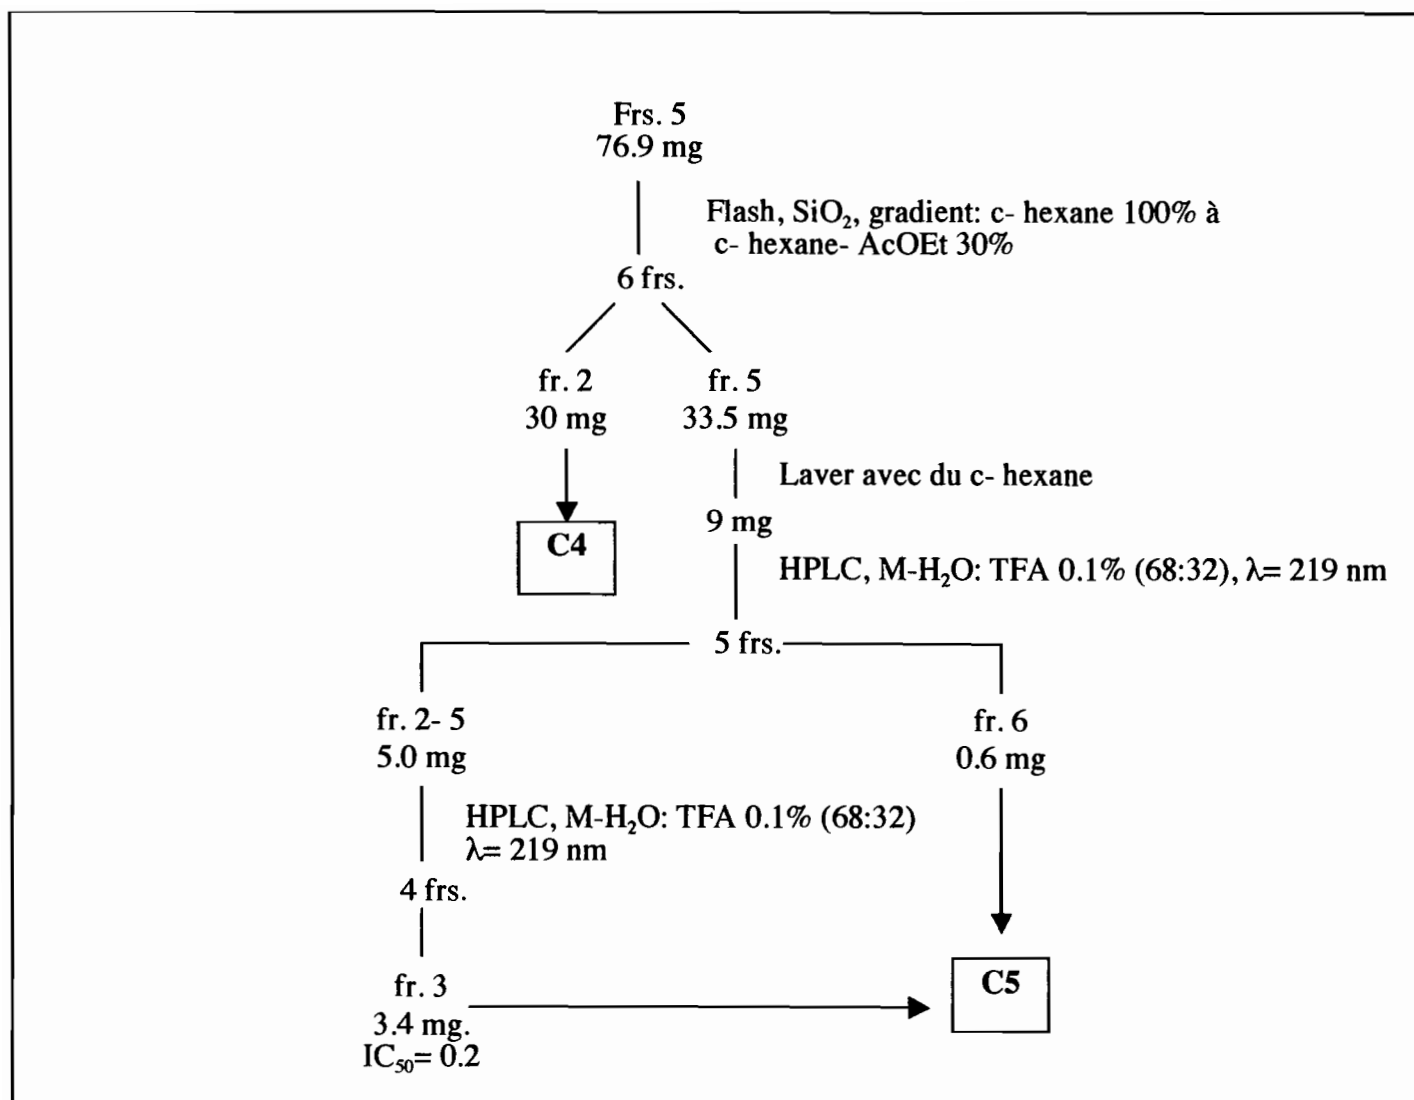 Frs. 5
76.9 mg
Flash, SiO₂, gradient: c- hexane 100% à
c- hexane- AcOEt 30%
6 frs.
fr. 2
30 mg
fr. 5
33.5 mg
Laver avec du c- hexane
9 mg
C4
HPLC, M-H₂O: TFA 0.1% (68:32), λ= 219 nm
5 frs.
fr. 2- 5
5.0 mg
fr. 6
0.6 mg
HPLC, M-H₂O: TFA 0.1% (68:32)
λ= 219 nm
4 frs.
fr. 3
3.4 mg.
IC₅₀= 0.2
C5